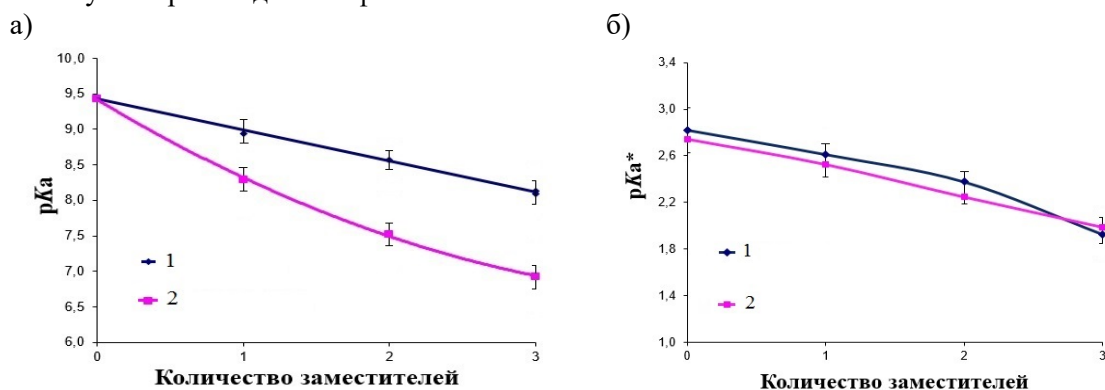 а)
б)
10,0
9,5
9,0
8,5
8,0
7,5
7,0
6,5
6,0
pKa
1
2
0 1 2 3
Количество заместителей
3,4
3,0
2,6
2,2
1,8
1,4
1,0
pKa*
1
2
0 1 2 3
Количество заместителей